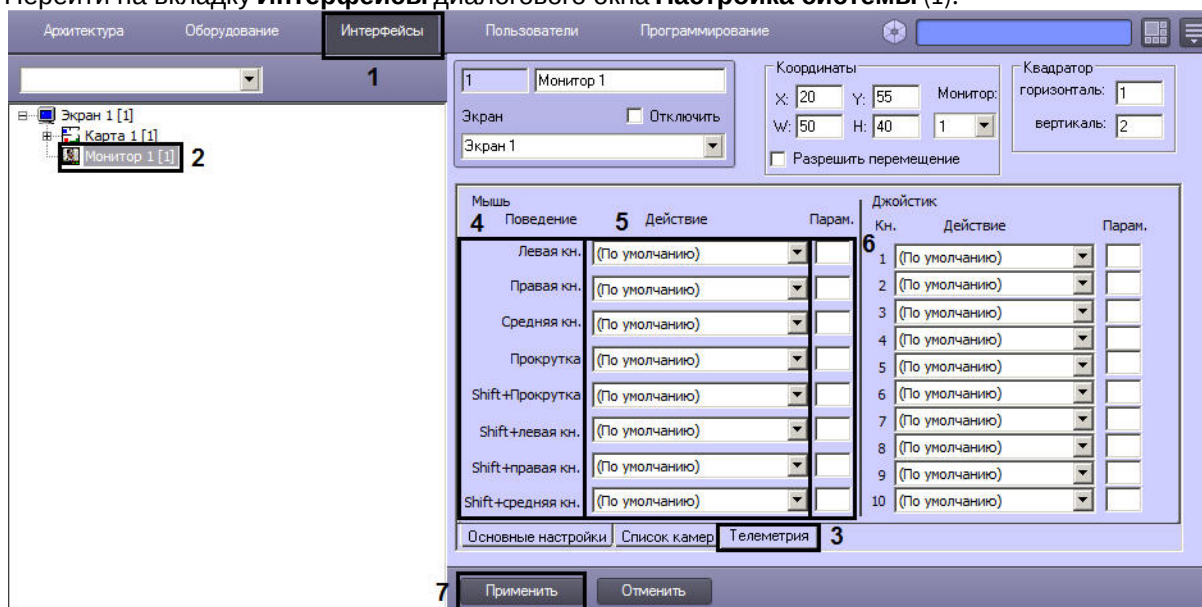 Перейти на вкладку Интерфейсы диалогового окна Настройка системы (1).
Архитектура Оборудование Интерфейсы Пользователи Программирование
1
Экран 1 [1]
Карта 1 [1]
Монитор 1 [1] 2
1 Монитор 1
Экран Отключить
Экран 1
Координаты
X: 20 Y: 55 Монитор:
W: 50 H: 40 1
Разрешить перемещение
Квадратор
горизонталь: 1
вертикаль: 2
Мышь
4 Поведение 5 Действие Парам.
Левая кн. (По умолчанию)
Правая кн. (По умолчанию)
Средняя кн. (По умолчанию)
Прокрутка (По умолчанию)
Shift+Прокрутка (По умолчанию)
Shift+левая кн. (По умолчанию)
Shift+правая кн. (По умолчанию)
Shift+средняя кн. (По умолчанию)
Джойстик
Кн. Действие Парам.
6
1 (По умолчанию)
2 (По умолчанию)
3 (По умолчанию)
4 (По умолчанию)
5 (По умолчанию)
6 (По умолчанию)
7 (По умолчанию)
8 (По умолчанию)
9 (По умолчанию)
10 (По умолчанию)
Основные настройки Список камер Телеметрия 3
7 Применить Отменить